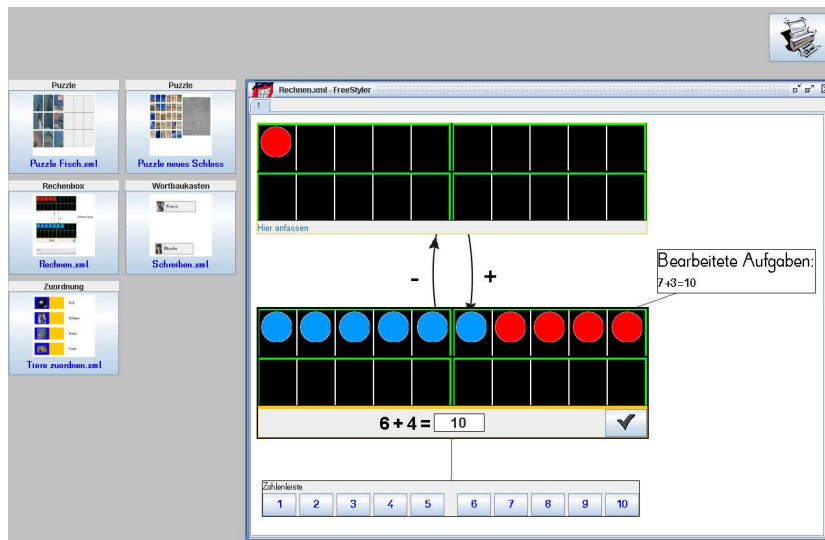 Puzzle
Puzzle Fisch.xml
Puzzle
Puzzle neues Schloss
Rechenbox
Rechnen.xml
Wortbaukasten
Schreiben.xml
Zuordnung
Tiere zuordnen.xml
Rechnen.xml - FreeStyler
1
Hier anfassen
- +
Bearbeitete Aufgaben:
7+3=10
6+4= 10
Zahlenleiste
1 2 3 4 5 6 7 8 9 10